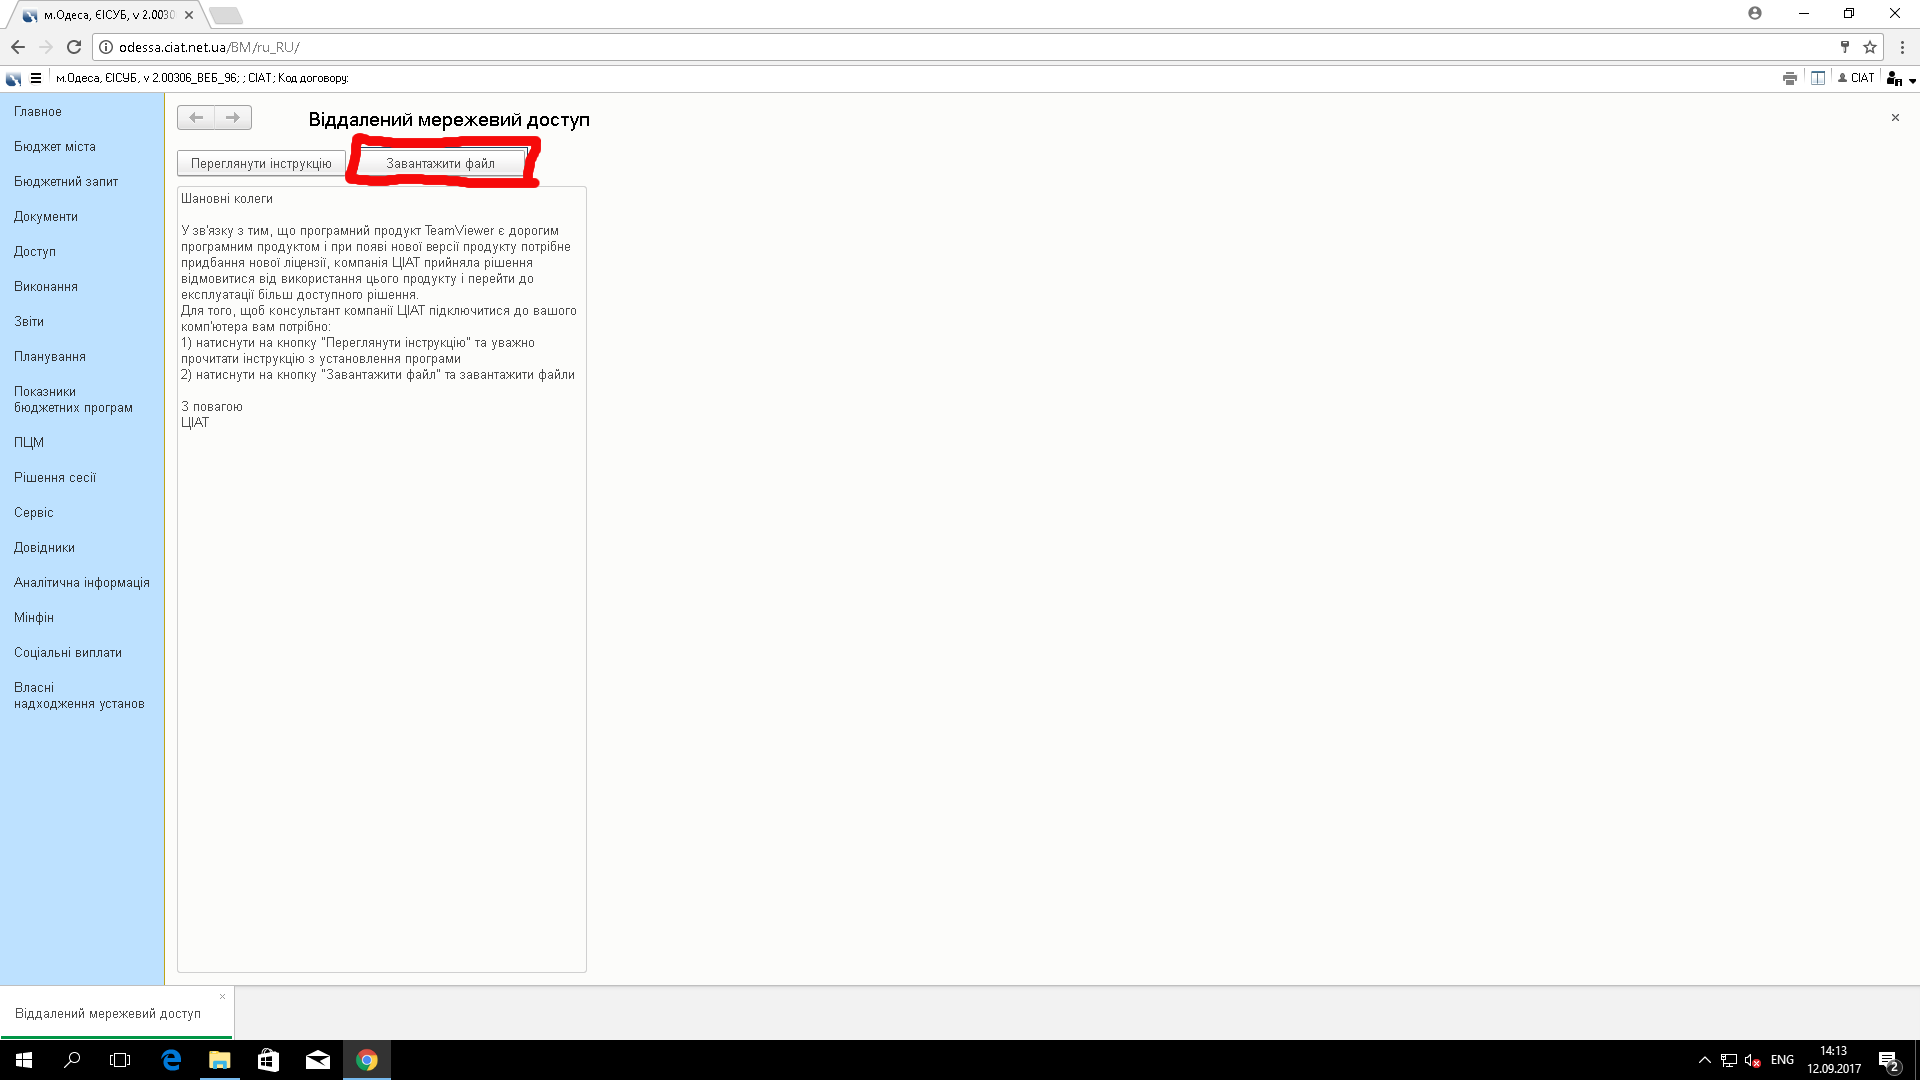 м.Одеса, ЄІСУБ, v 2.0030
odessa.ciat.net.ua/BM/ru_RU/
м.Одеса, ЄІСУБ, v 2.00306_ВЕБ_96; ; CIAT; Код договору:
CIAT
Главное
Бюджет міста
Бюджетний запит
Документи
Доступ
Виконання
Звіти
Планування
Показники
бюджетних програм
ПЦМ
Рішення сесії
Сервіс
Довідники
Аналітична інформація
Мінфін
Соціальні виплати
Власні
надходження установ
Віддалений мережевий доступ
Переглянути інструкцію
Завантажити файл
Шановні колеги
У зв'язку з тим, що програмний продукт TeamViewer є дорогим
програмним продуктом і при появі нової версії продукту потрібне
придбання нової ліцензії, компанія ЦІАТ прийняла рішення
відмовитися від використання цього продукту і перейти до
експлуатації більш доступного рішення.
Для того, щоб консультант компанії ЦІАТ підключитися до вашого
комп'ютера вам потрібно:
1) натиснути на кнопку "Переглянути інструкцію" та уважно
прочитати інструкцію з установлення програми
2) натиснути на кнопку "Завантажити файл" та завантажити файли
З повагою
ЦІАТ
Віддалений мережевий доступ
ENG
14:13
12.09.2017
2